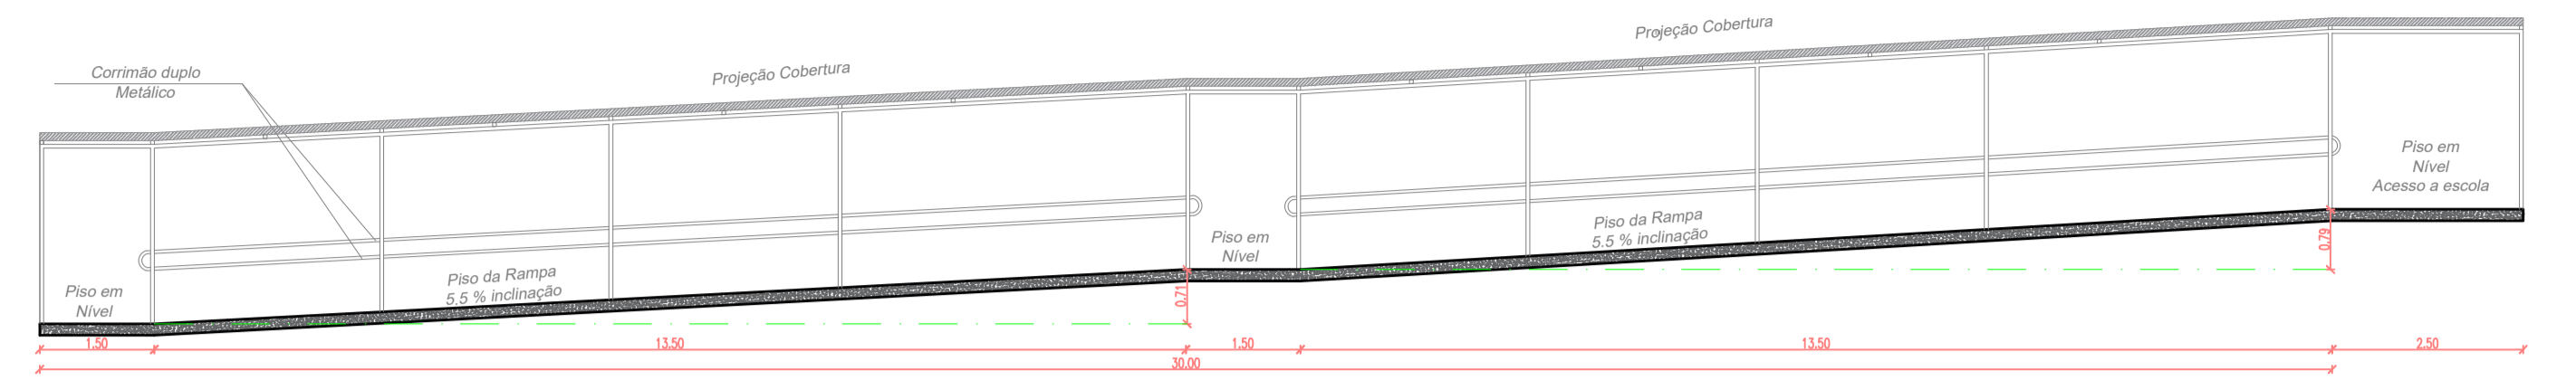 Projeção Cobertura
Corrimão duplo
Metálico
Projeção Cobertura
Piso em
Nível
Acesso a escola
Piso da Rampa
5.5 % inclinação
0.79
Piso em
Nível
Piso da Rampa
5.5 % inclinação
0.71
Piso em
Nível
1.50
13.50
1.50
13.50
2.50
30.00